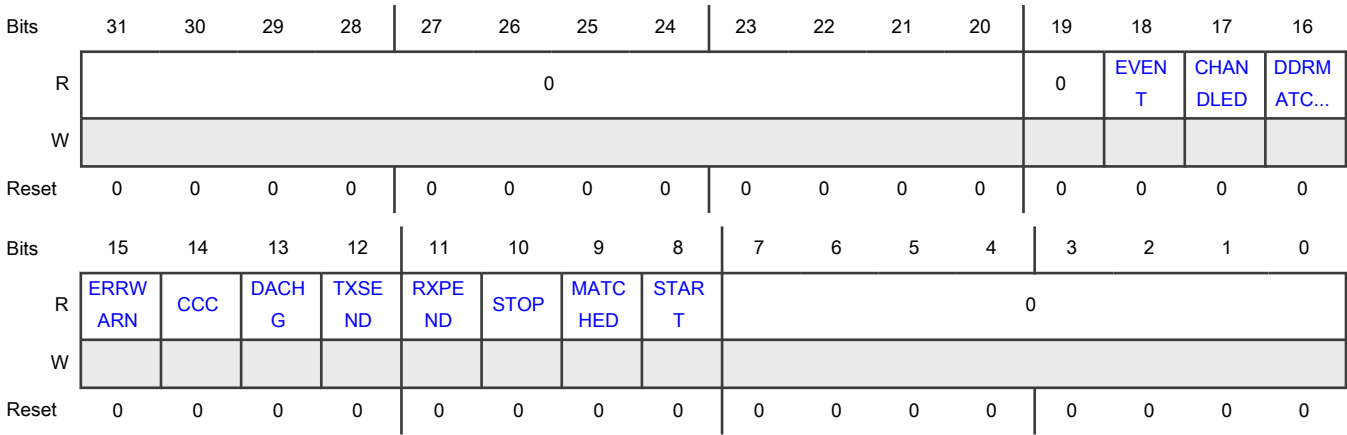 Bits 31 30 29 28 27 26 25 24 23 22 21 20 19 18 17 16
R 0 0 EVEN CHAN DDRM
T DLED ATC...
W
Reset 0 0 0 0 0 0 0 0 0 0 0 0 0 0 0 0
Bits 15 14 13 12 11 10 9 8 7 6 5 4 3 2 1 0
R ERRW CCC DACH TXSE RXPE STOP MATC STAR 0
ARN G ND ND HED T
W
Reset 0 0 0 0 0 0 0 0 0 0 0 0 0 0 0 0